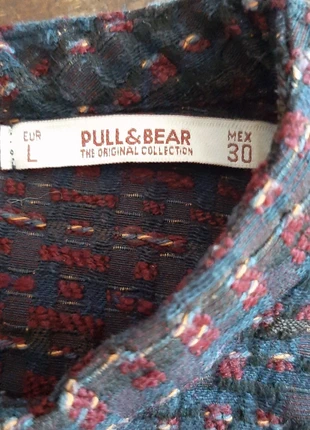 EUR
L
PULL&BEAR
THE ORIGINAL COLLECTION
MEX
30